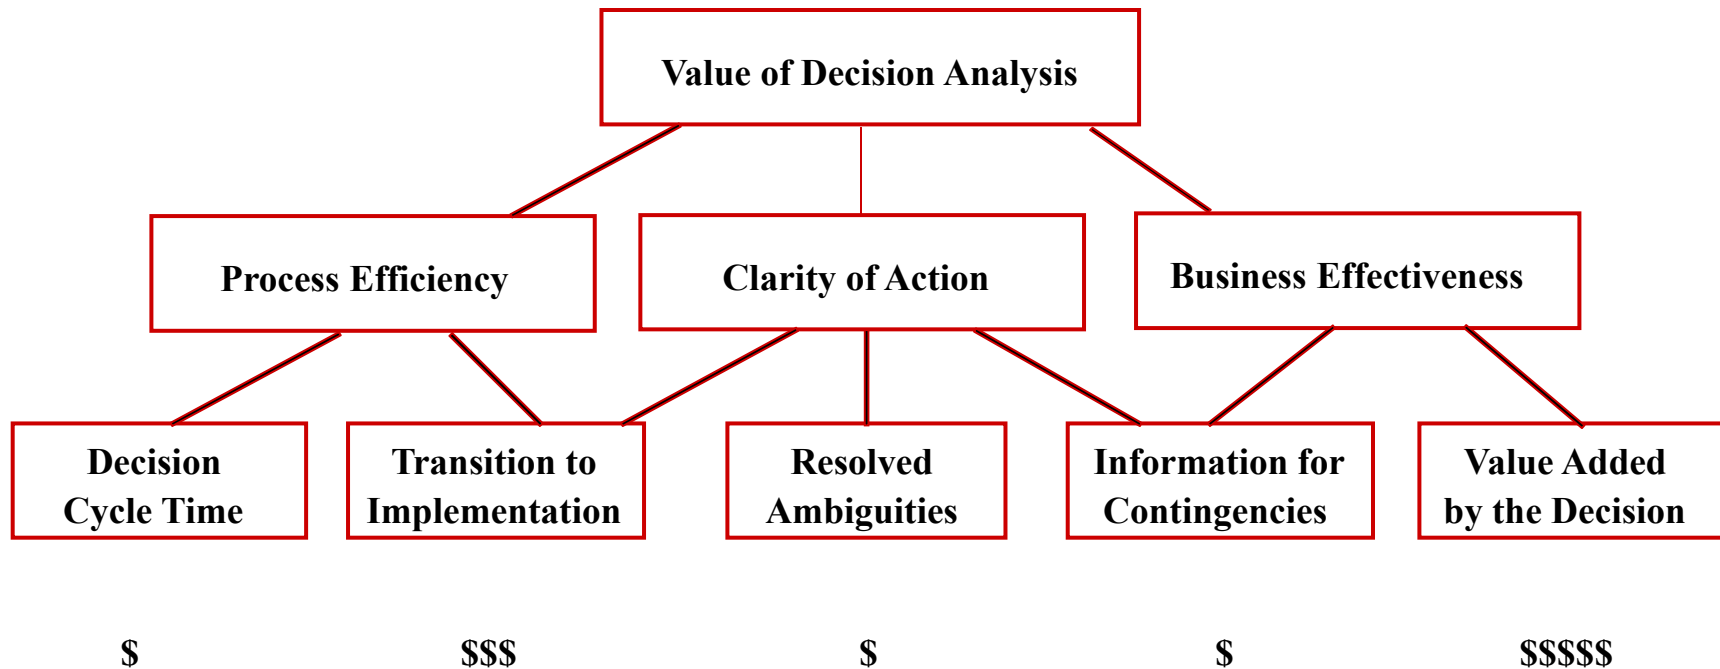 Value of Decision Analysis
Process Efficiency
Clarity of Action
Business Effectiveness
Decision
Cycle Time
Transition to
Implementation
Resolved
Ambiguities
Information for
Contingencies
Value Added
by the Decision
$
$$$
$
$
$$$$$